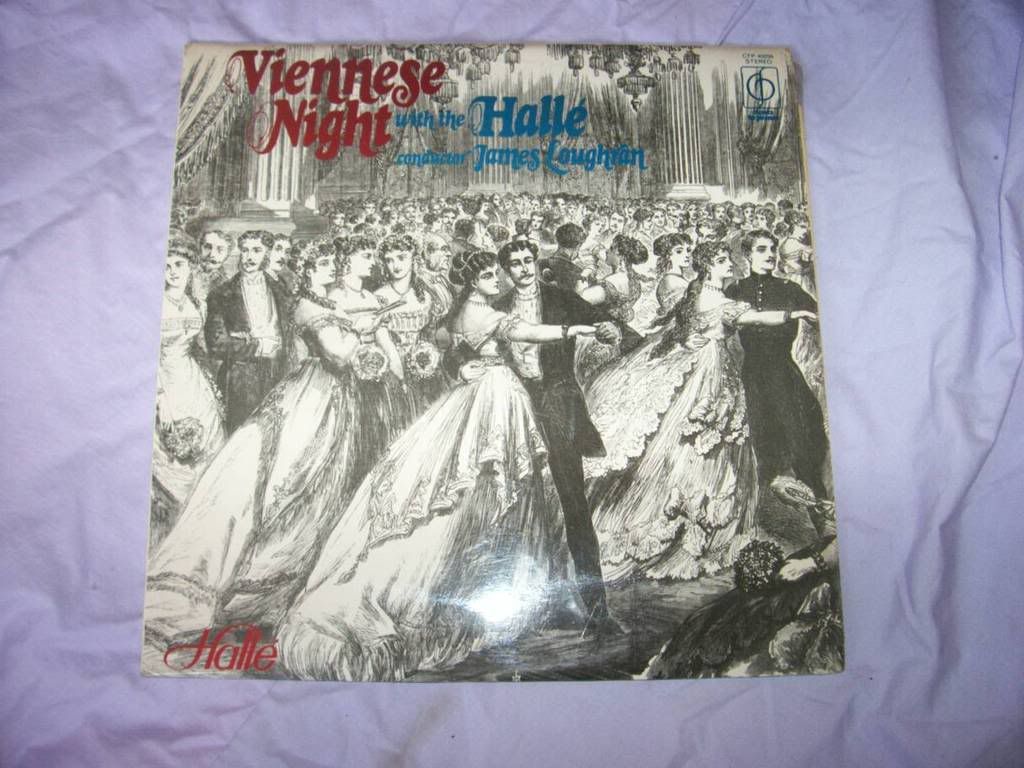 Viennese
Night with the Hallé
conductor James Loughran
STEREO
Hallé